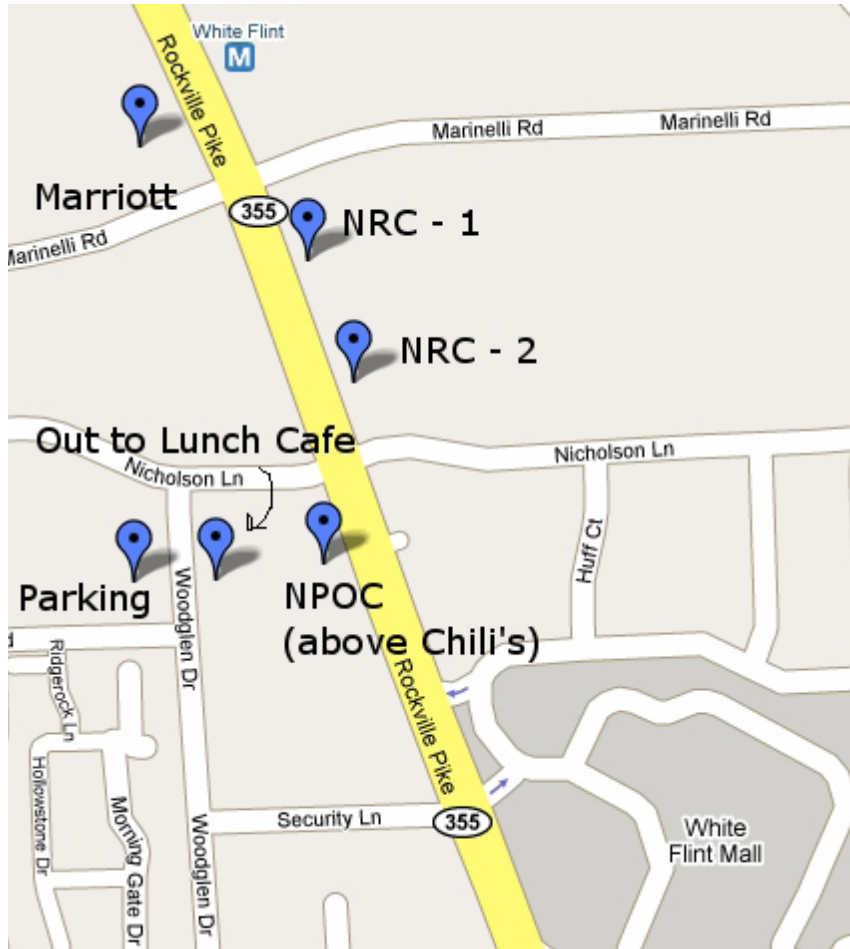 White Flint
M
Rockville Pike
Marinelli Rd
Marinelli Rd
Marriott
355
NRC - 1
Marinelli Rd
NRC - 2
Out to Lunch Cafe
Nicholson Ln
Nicholson Ln
Huff Ct
Parking
NPOC
(above Chili's)
Woodglen Dr
d
Ridgerock Ln
Rockville Pike
Hollowstone Dr
Morning Gate Dr
Woodglen Dr
Security Ln
355
White
Flint Mall